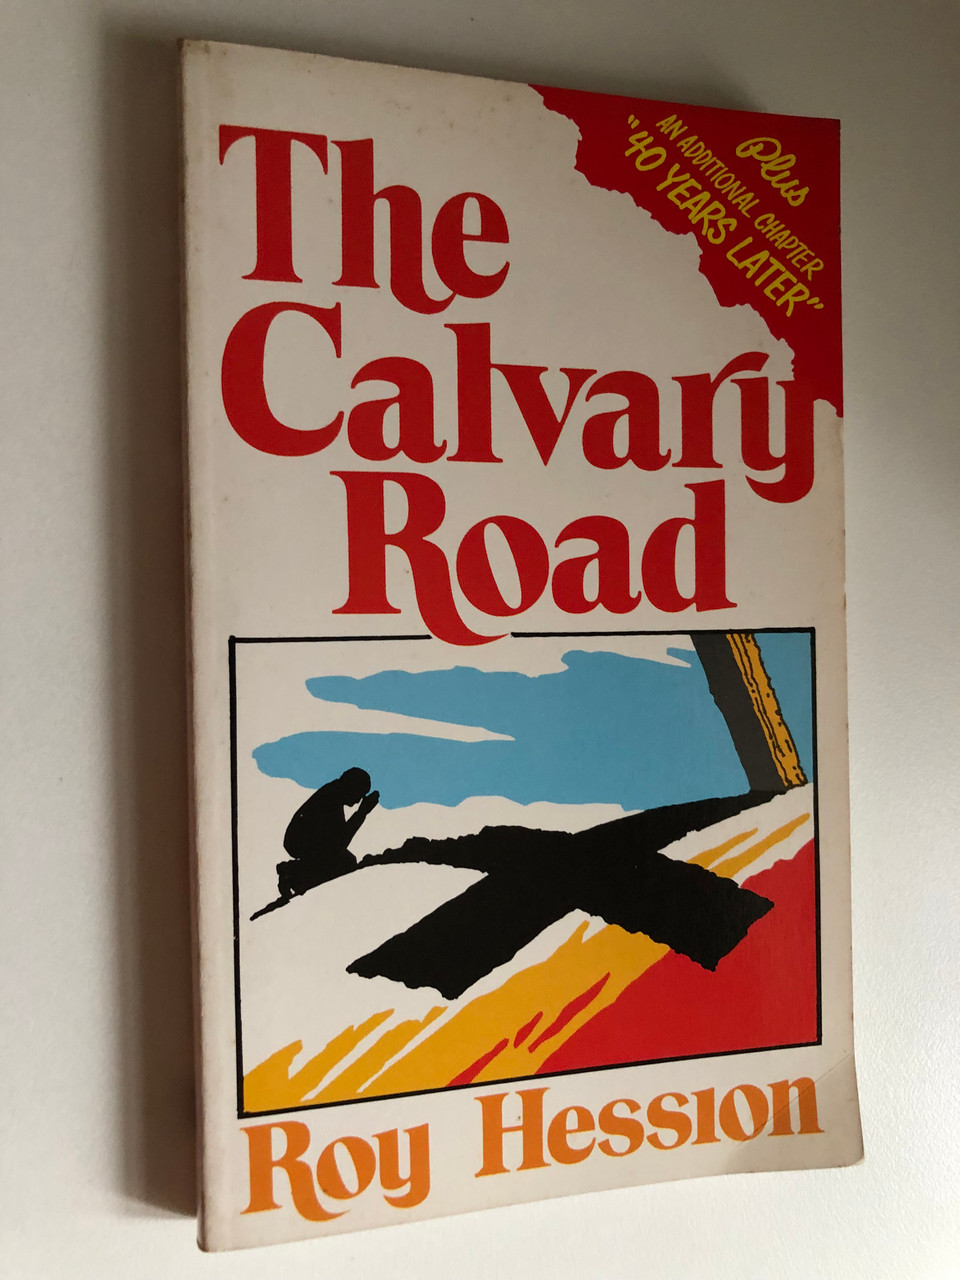 Plus
AN ADDITIONAL CHAPTER
"40 YEARS LATER"
The
Calvary
Road
Roy Hession